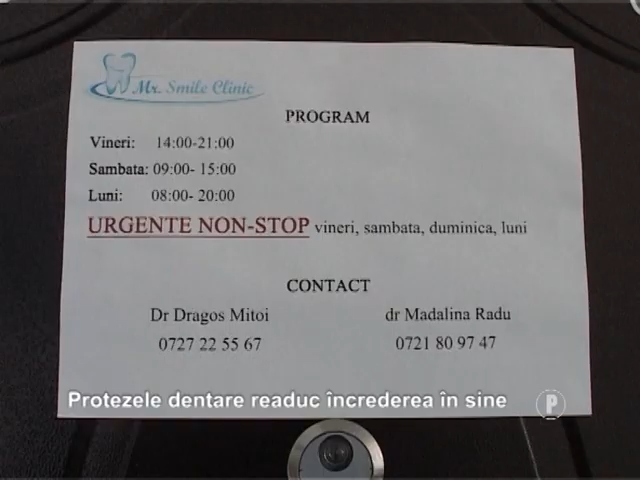 Mr. Smile Clinic
PROGRAM
Vineri: 14:00-21:00
Sambata: 09:00- 15:00
Luni: 08:00- 20:00
URGENTE NON-STOP vineri, sambata, duminica, luni
CONTACT
Dr Dragos Mitoi dr Madalina Radu
0727 22 55 67 0721 80 97 47
Protezele dentare readuc încrederea în sine
P